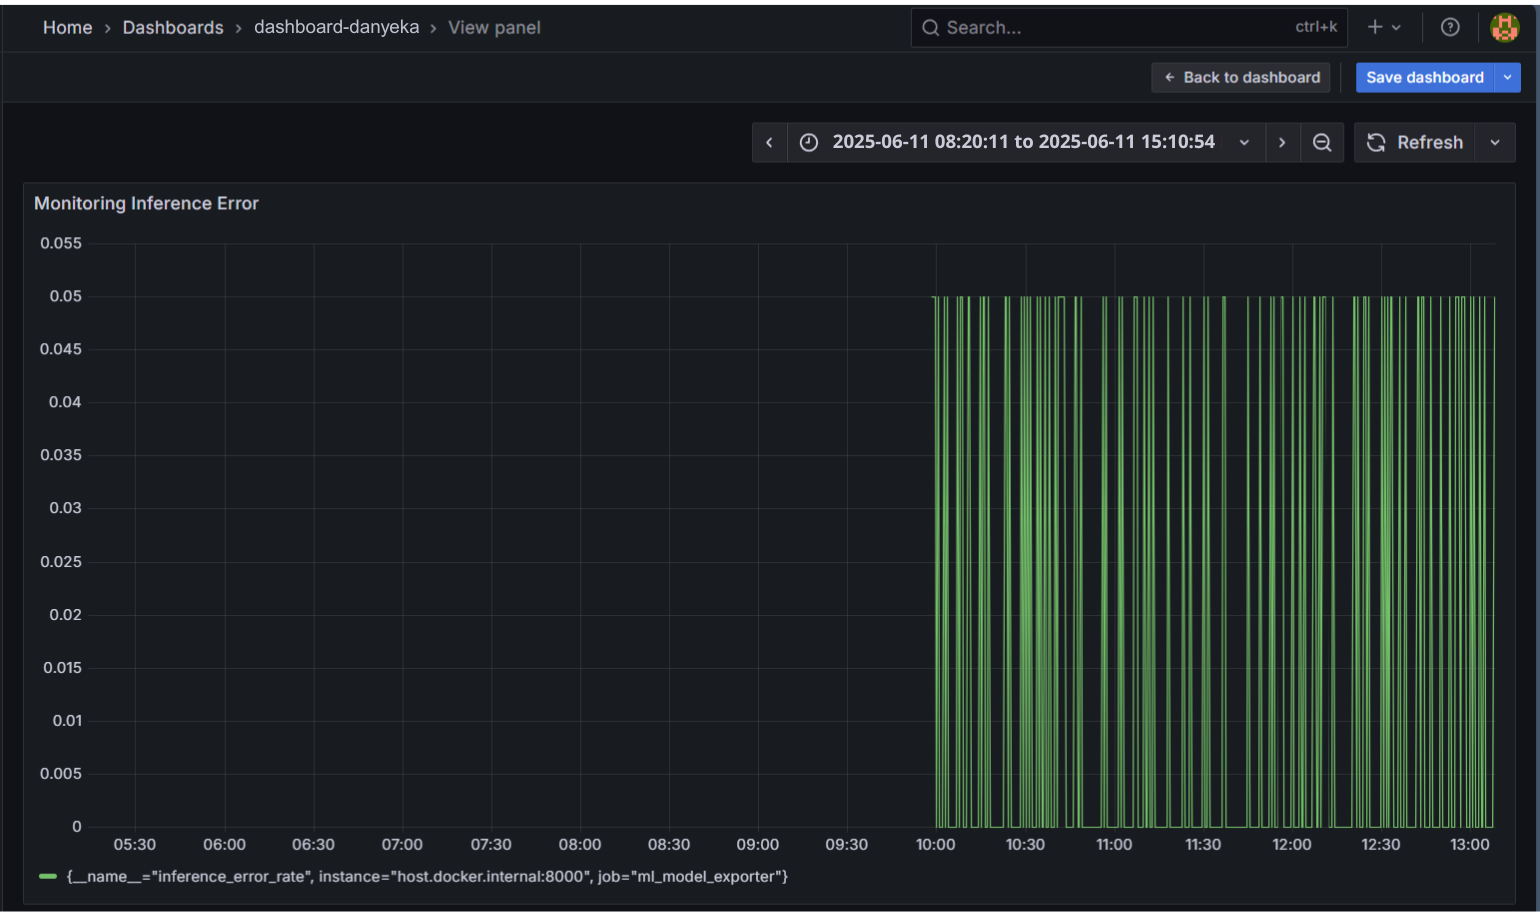 Home › Dashboards › dashboard-danyeka › View panel
Search... ctrl+k
Back to dashboard
Save dashboard
2025-06-11 08:20:11 to 2025-06-11 15:10:54
Refresh
Monitoring Inference Error
0.055
0.05
0.045
0.04
0.035
0.03
0.025
0.02
0.015
0.01
0.005
0
05:30 06:00 06:30 07:00 07:30 08:00 08:30 09:00 09:30 10:00 10:30 11:00 11:30 12:00 12:30 13:00
{__name__="inference_error_rate", instance="host.docker.internal:8000", job="ml_model_exporter"}